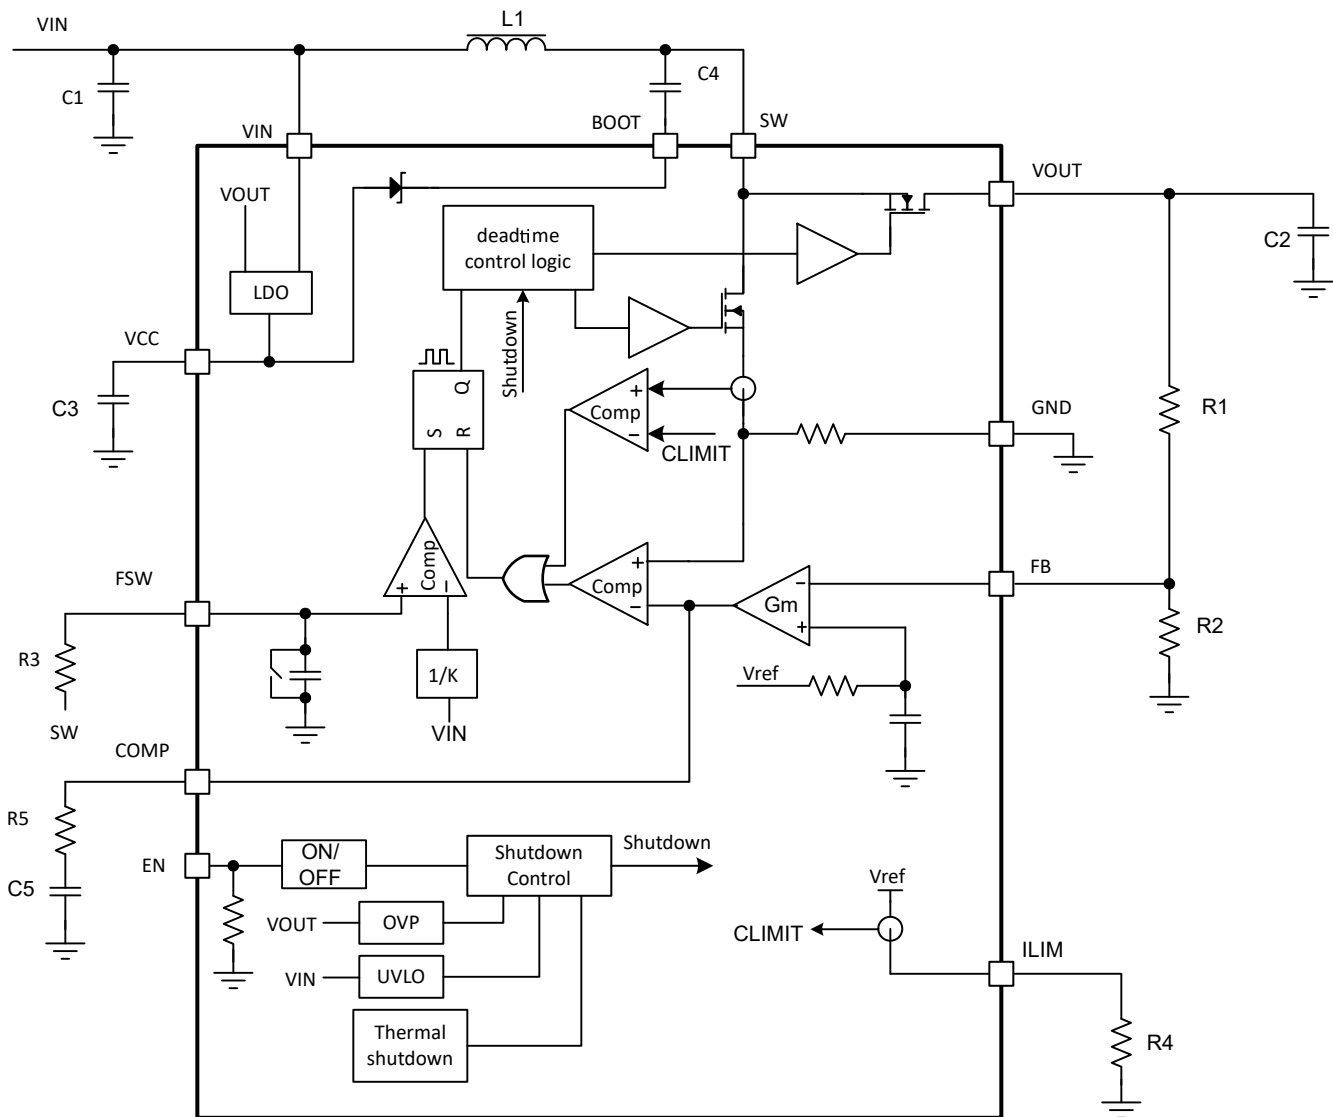 VIN
L1
C1
C4
VIN
BOOT
SW
VOUT
VOUT
deadtime
control logic
C2
LDO
VCC
Shutdown
Q
S
R
C3
+
Comp
–
CLIMIT
GND
R1
FSW
Comp
+
–
+
Comp
–
Gm
–
+
FB
R2
R3
SW
1/K
VIN
Vref
COMP
R5
C5
EN
ON/
OFF
Shutdown
Control
Shutdown
VOUT
OVP
VIN
UVLO
Thermal
shutdown
Vref
CLIMIT
ILIM
R4